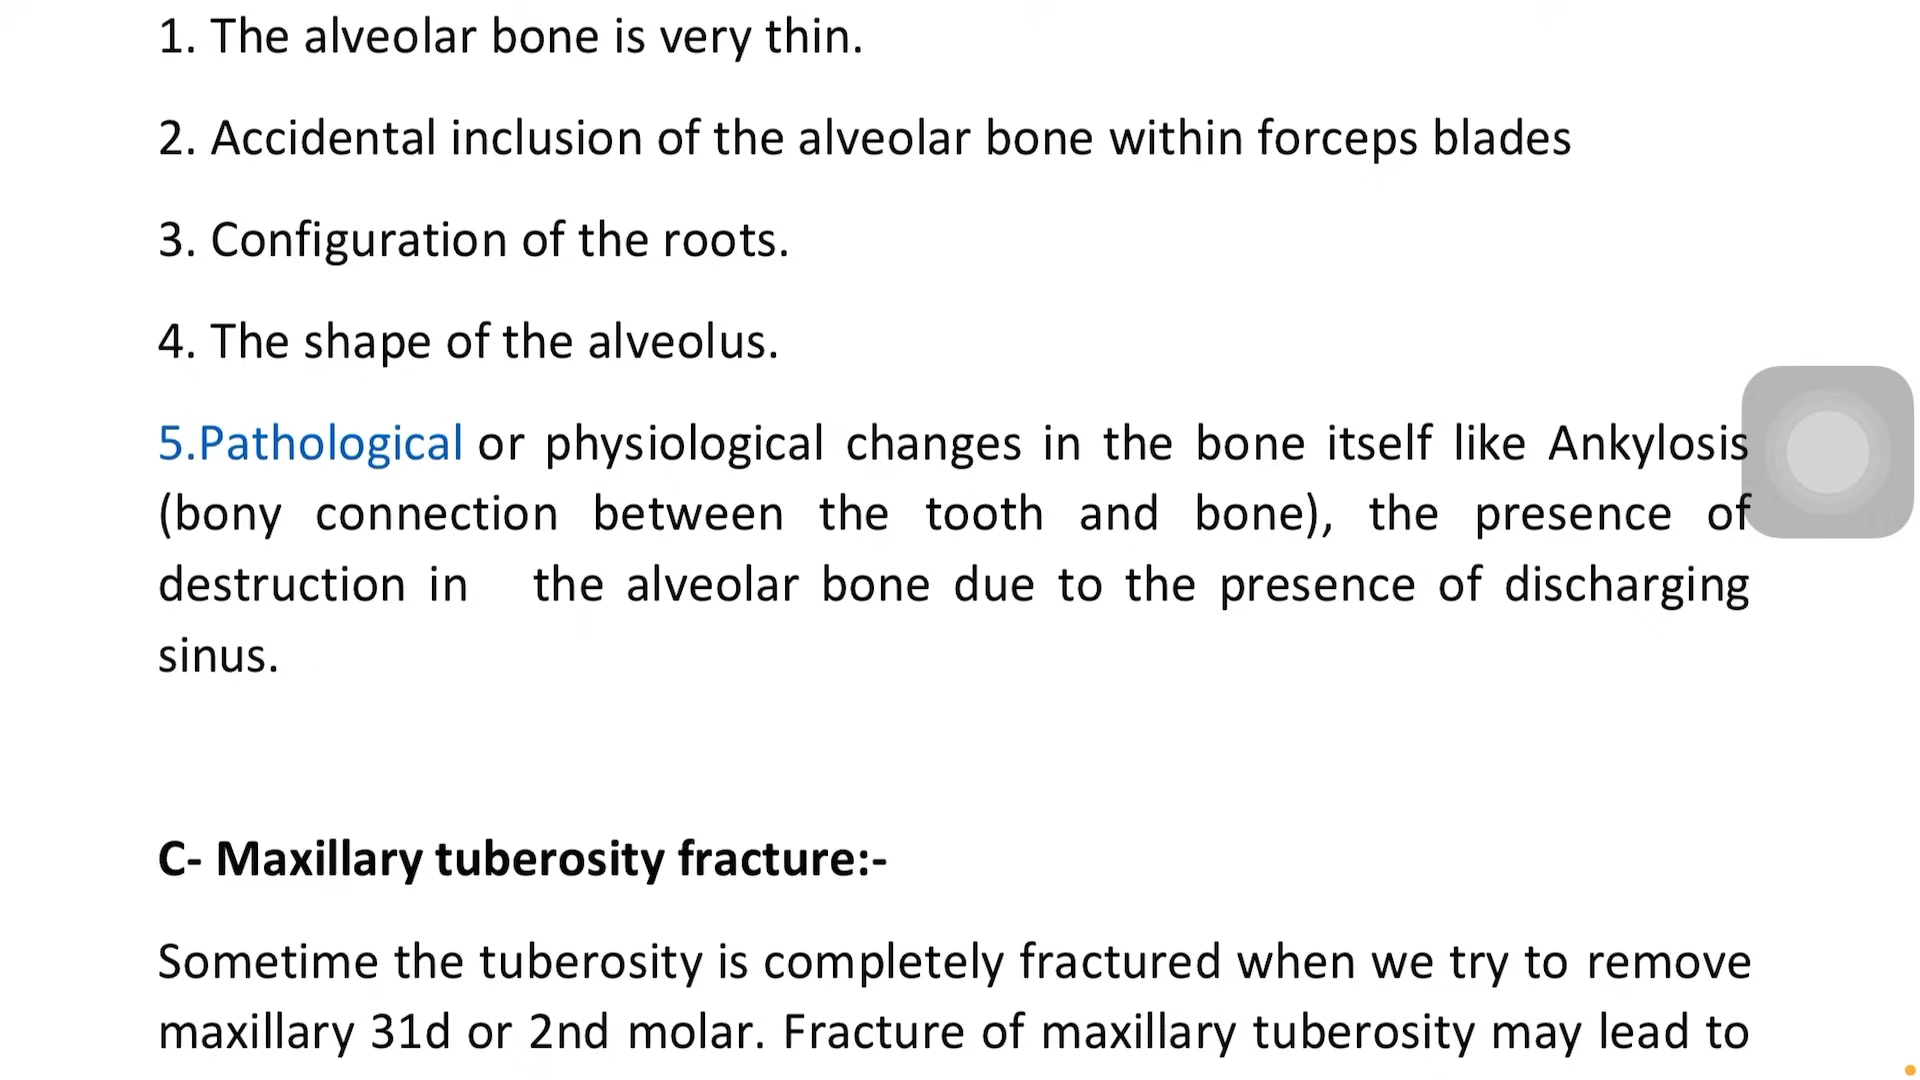 1. The alveolar bone is very thin.
2. Accidental inclusion of the alveolar bone within forceps blades
3. Configuration of the roots.
4. The shape of the alveolus.
5.Pathological or physiological changes in the bone itself like Ankylosis
(bony connection between the tooth and bone), the presence of
destruction in the alveolar bone due to the presence of discharging
sinus.
C- Maxillary tuberosity fracture:-
Sometime the tuberosity is completely fractured when we try to remove
maxillary 31d or 2nd molar. Fracture of maxillary tuberosity may lead to